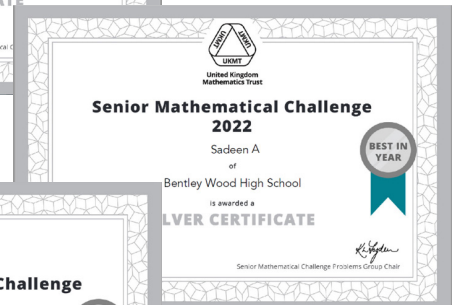 cal C
UKMT
UKMT
UKMT
United Kingdom
Mathematics Trust
Senior Mathematical Challenge
2022
Sadeen A
of
Bentley Wood High School
is awarded a
LVER CERTIFICATE
BEST IN
YEAR
Senior Mathematical Challenge Problems Group Chair
Challenge